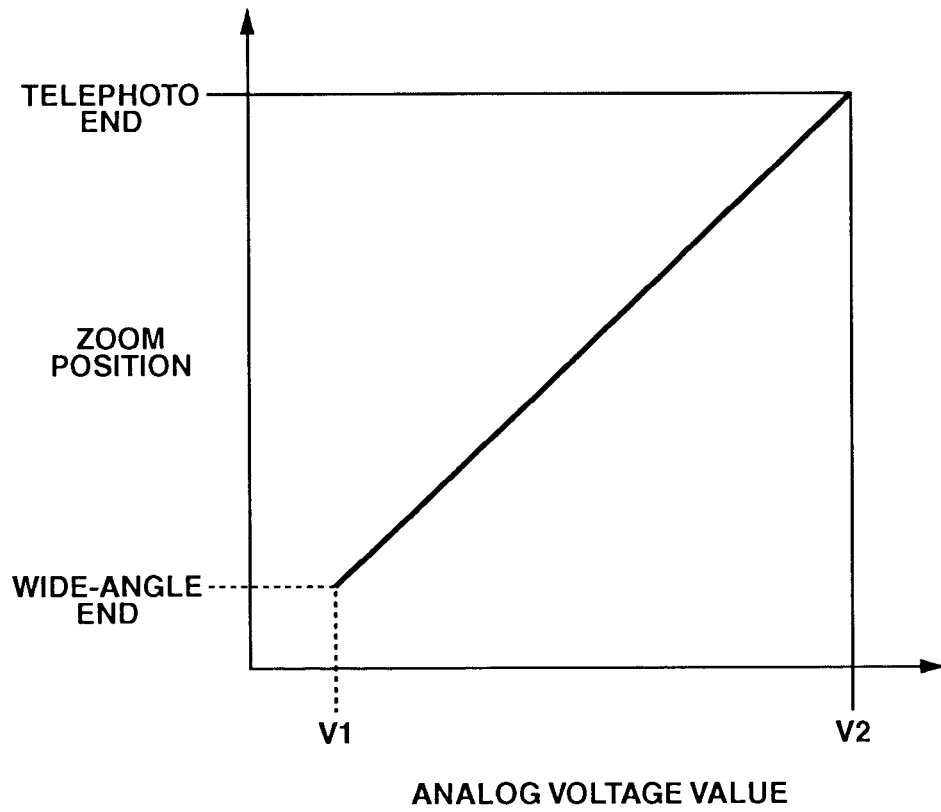 TELEPHOTO
END
ZOOM
POSITION
WIDE-ANGLE
END
V1
V2
ANALOG VOLTAGE VALUE